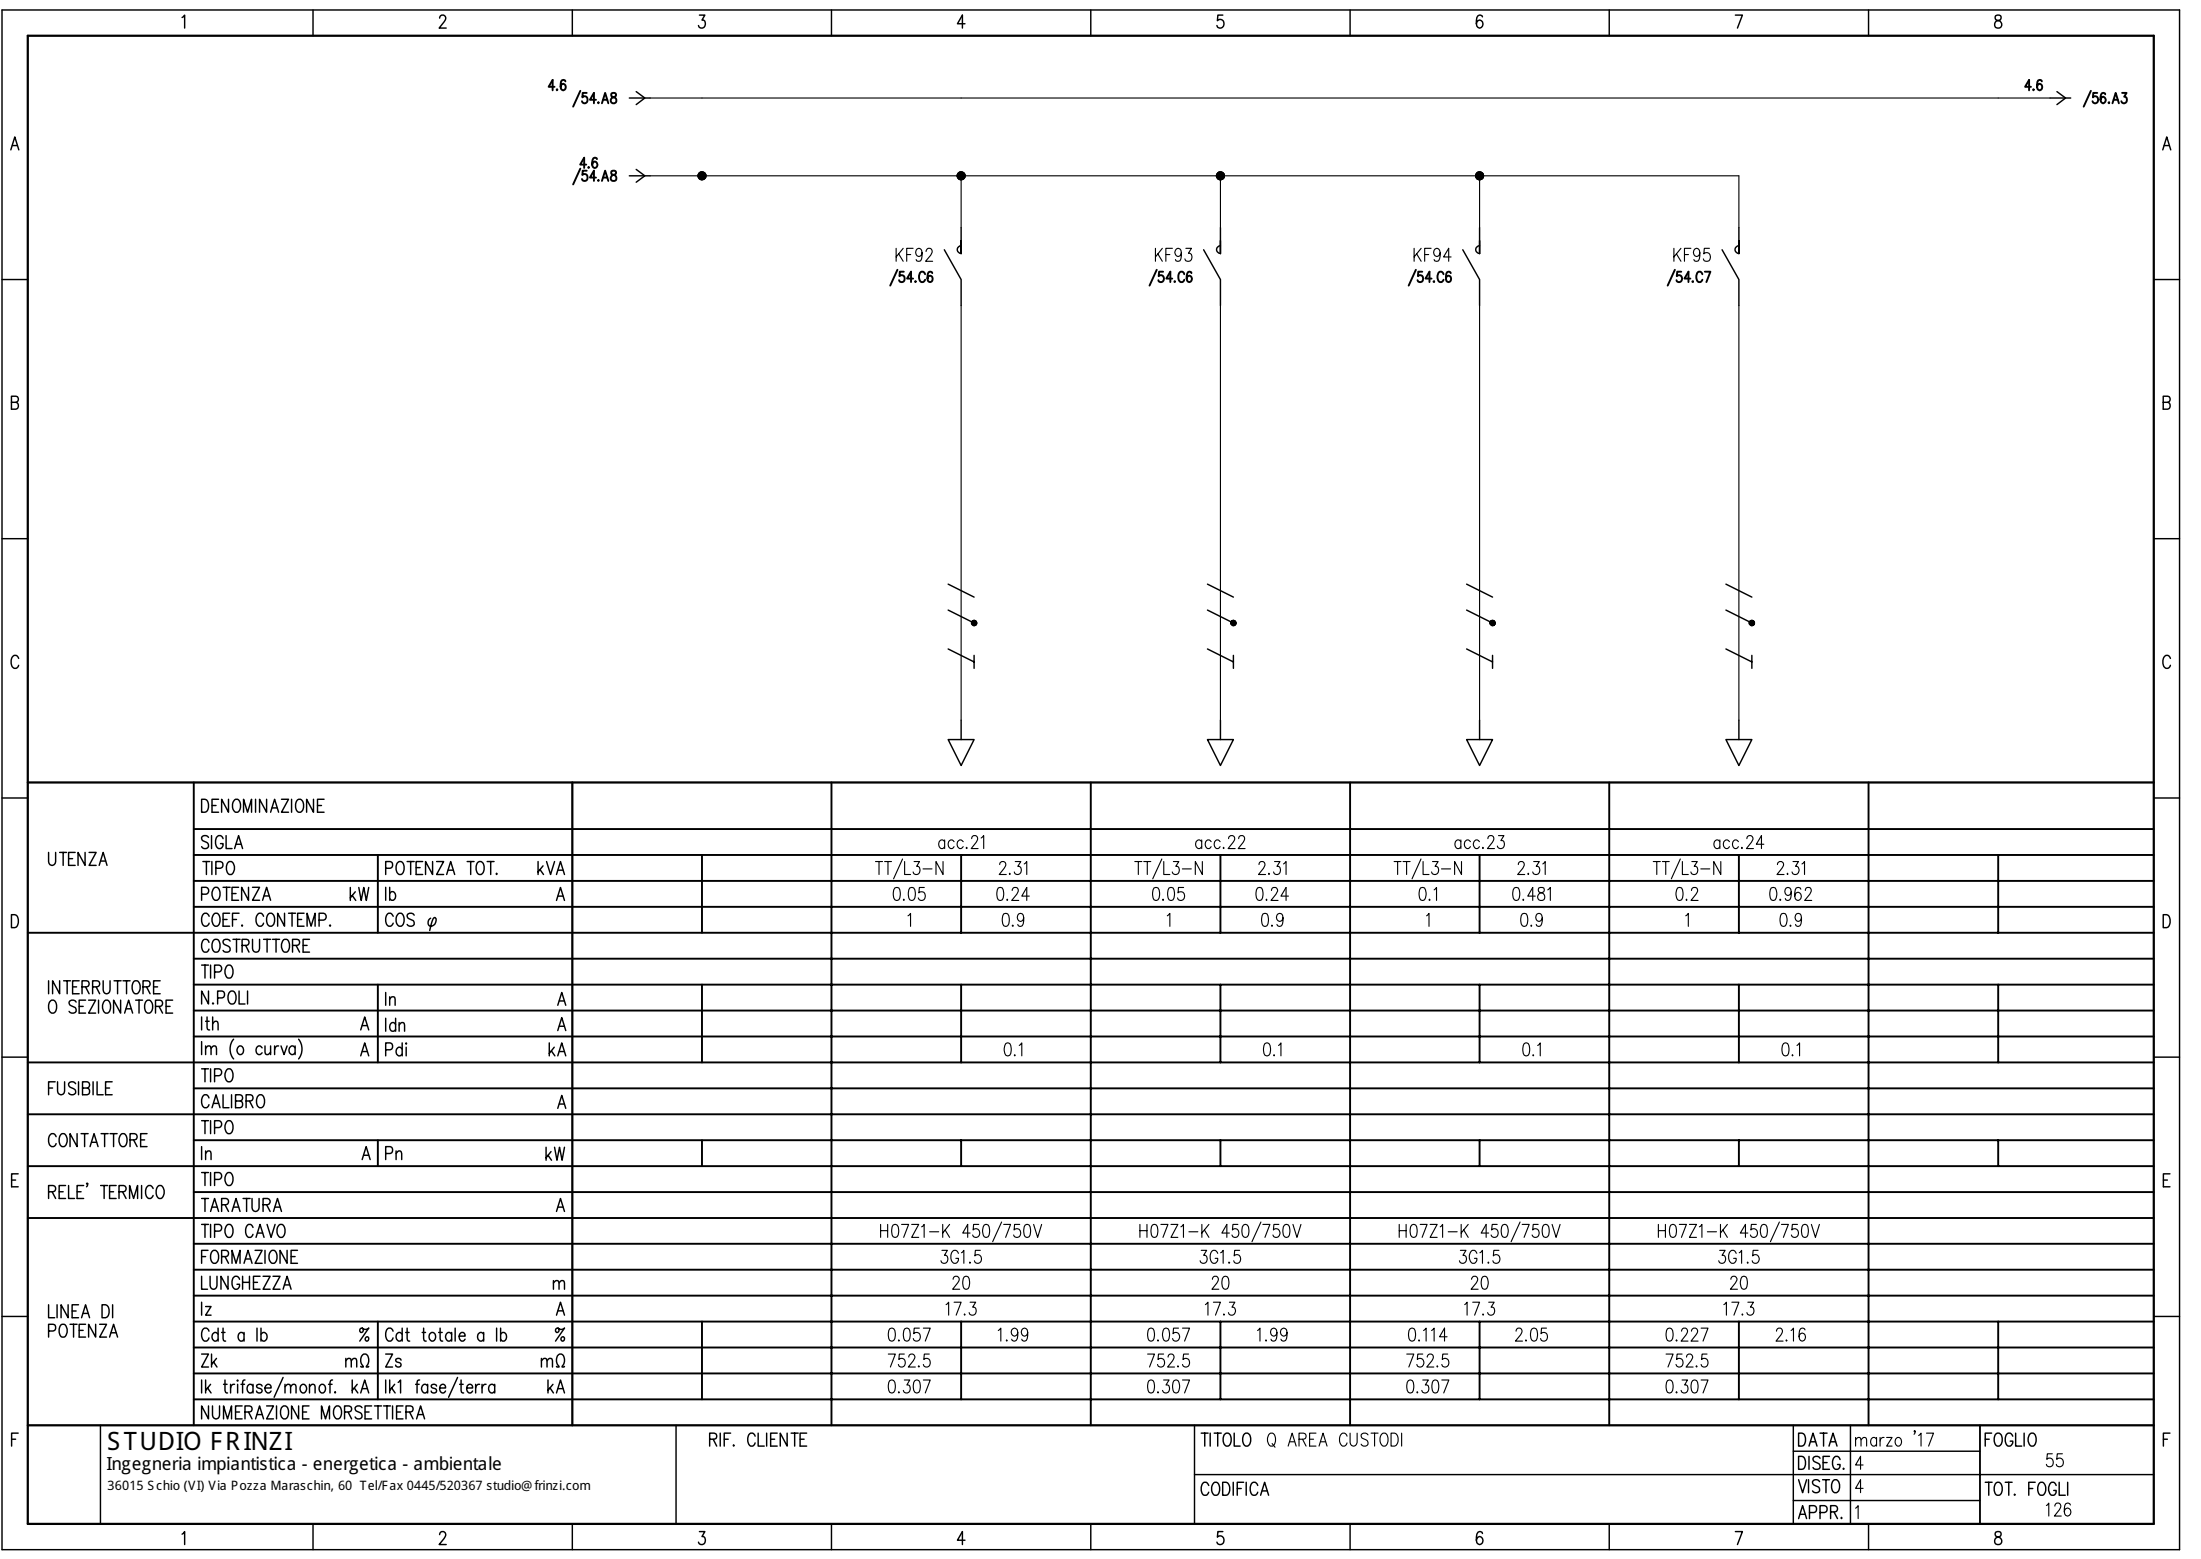 1 2 3 4 5 6 7 8
4.6 4.6
/54.A8 /56.A3
A A
4.6
/54.A8
KF92 KF93 KF94 KF95
/54.C6 /54.C6 /54.C6 /54.C7
B B
C C
DENOMINAZIONE
SIGLA acc.21 acc.22 acc.23 acc.24
UTENZA
TIPO POTENZA TOT. kVA TT/L3-N 2.31 TT/L3-N 2.31 TT/L3-N 2.31 TT/L3-N 2.31
POTENZA kW Ib A 0.05 0.24 0.05 0.24 0.1 0.481 0.2 0.962
D COEF. CONTEMP. COS φ 1 0.9 1 0.9 1 0.9 1 0.9 D
COSTRUTTORE
TIPO
INTERRUTTORE
O SEZIONATORE
N.POLI In A
Ith A Idn A
Im (o curva) A Pdi kA 0.1 0.1 0.1 0.1
FUSIBILE
TIPO
CALIBRO A
CONTATTORE
TIPO
In A Pn kW
E E
RELE' TERMICO
TIPO
TARATURA A
TIPO CAVO H07Z1-K 450/750V H07Z1-K 450/750V H07Z1-K 450/750V H07Z1-K 450/750V
FORMAZIONE 3G1.5 3G1.5 3G1.5 3G1.5
LUNGHEZZA m 20 20 20 20
LINEA DI
POTENZA
Iz A 17.3 17.3 17.3 17.3
Cdt a Ib % Cdt totale a Ib % 0.057 1.99 0.057 1.99 0.114 2.05 0.227 2.16
Zk mΩ Zs mΩ 752.5 752.5 752.5 752.5
Ik trifase/monof. kA Ik1 fase/terra kA 0.307 0.307 0.307 0.307
NUMERAZIONE MORSETTIERA
F F
STUDIO FRINZI
Ingegneria impiantistica - energetica - ambientale
36015 Schio (VI) Via Pozza Maraschin, 60 Tel/Fax 0445/520367 studio@frinzi.com
RIF. CLIENTE
TITOLO Q AREA CUSTODI
CODIFICA
DATA marzo '17
DISEG. 4
VISTO 4
APPR. 1
FOGLIO
55
TOT. FOGLI
126
1 2 3 4 5 6 7 8